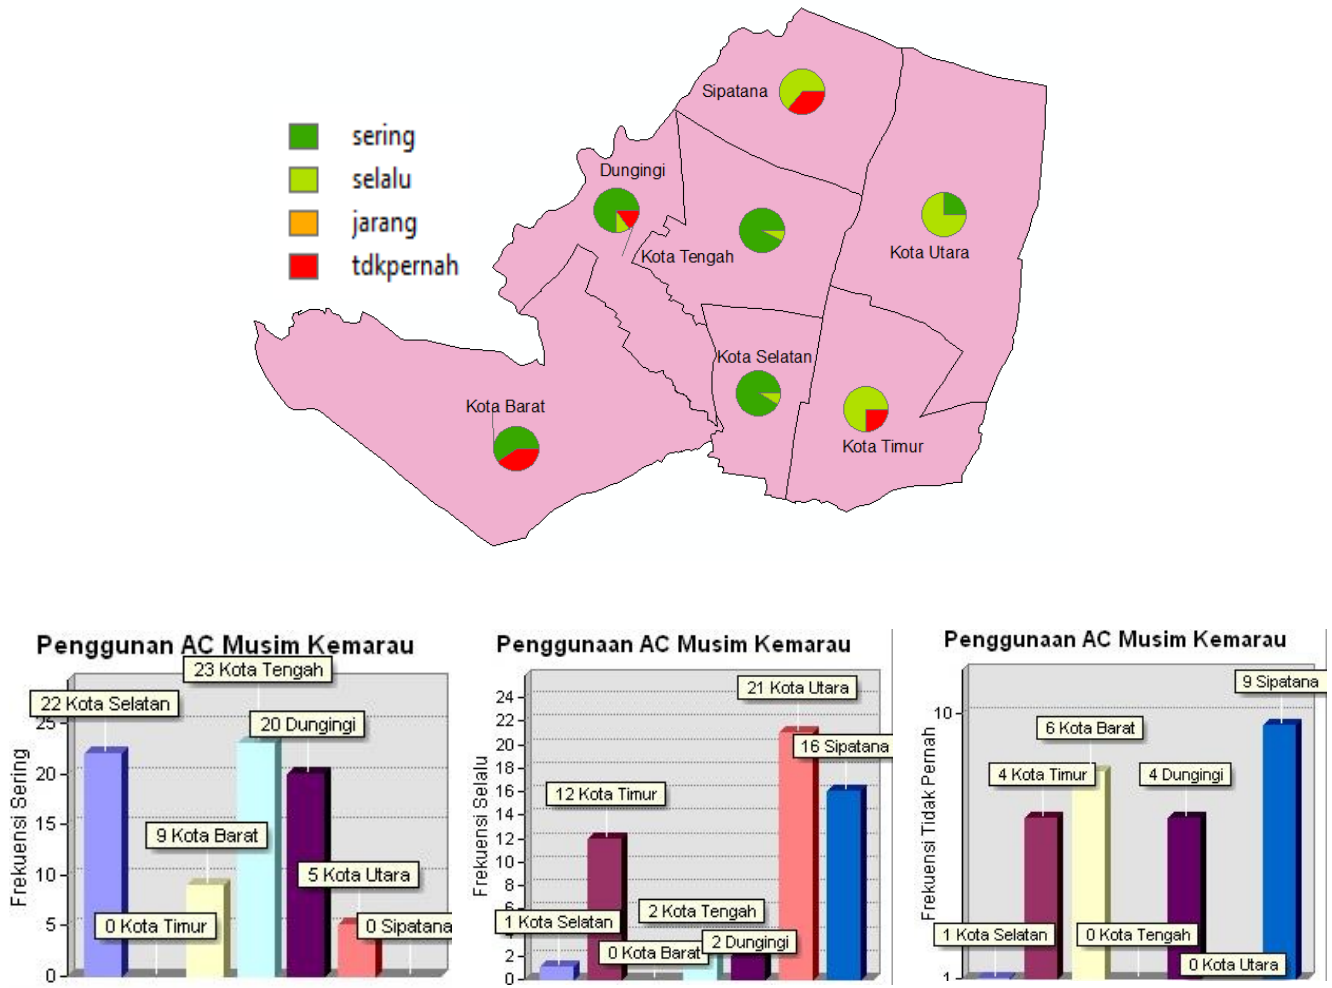 sering
selalu
jarang
tdkpernah
Sipatana
Dungingi
Kota Tengah
Kota Utara
Kota Selatan
Kota Barat
Kota Timur
Penggunan AC Musim Kemarau
Frekuensi Sering
25
20
15
10
5
0
22 Kota Selatan
0 Kota Timur
9 Kota Barat
23 Kota Tengah
20 Dungingi
5 Kota Utara
0 Sipatana
Penggunaan AC Musim Kemarau
Frekuensi Selalu
24
22
20
18
16
14
12
10
8
6
4
2
0
1 Kota Selatan
12 Kota Timur
0 Kota Barat
2 Kota Tengah
2 Dungingi
21 Kota Utara
16 Sipatana
Penggunaan AC Musim Kemarau
Frekuensi Tidak Pernah
10
1
1 Kota Selatan
4 Kota Timur
6 Kota Barat
0 Kota Tengah
4 Dungingi
0 Kota Utara
9 Sipatana